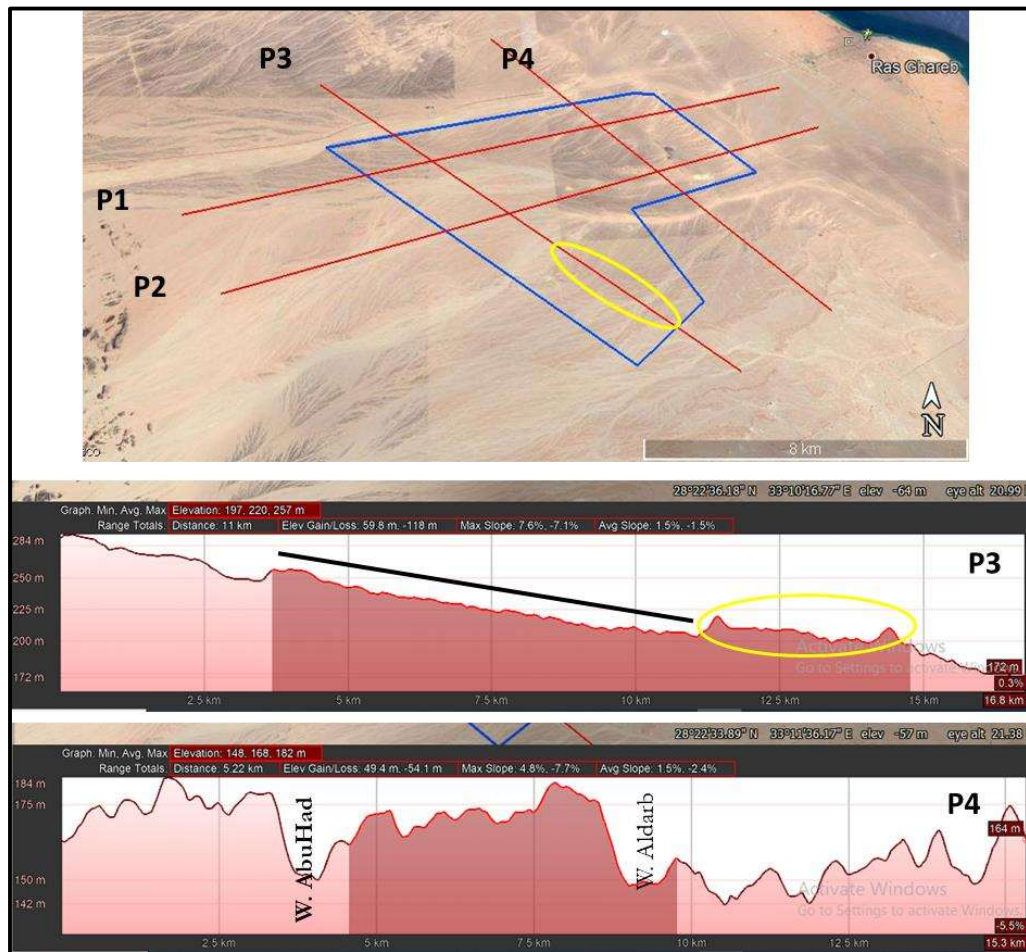 P3
P4
Ras Ghareb
P1
P2
N
8 km
28°22'36.18" N 33°10'16.77" E elev -64 m eye alt 20.99
Graph: Min, Avg, Max Elevation: 197, 220, 257 m
Range Totals: Distance: 11 km Elev Gain/Loss: 59.8 m, -118 m Max Slope: 7.6%, -7.1% Avg Slope: 1.5%, -1.5%
284 m
P3
250 m
225 m
200 m
Activate Windows
Go to Settings to activate Windows
172 m
172 m
0.3%
2.5 km 5 km 7.5 km 10 km 12.5 km 15 km 16.8 km
28°22'33.89" N 33°11'36.17" E elev -57 m eye alt 21.38
Graph: Min, Avg, Max Elevation: 148, 168, 182 m
Range Totals: Distance: 5.22 km Elev Gain/Loss: 49.4 m, -54.1 m Max Slope: 4.8%, -7.7% Avg Slope: 1.5%, -2.4%
184 m
175 m
P4
164 m
W. AbuHad
W. Aldarb
150 m
142 m
Activate Windows
Go to Settings to activate Windows
-5.5%
2.5 km 5 km 7.5 km 10 km 12.5 km 15.3 km